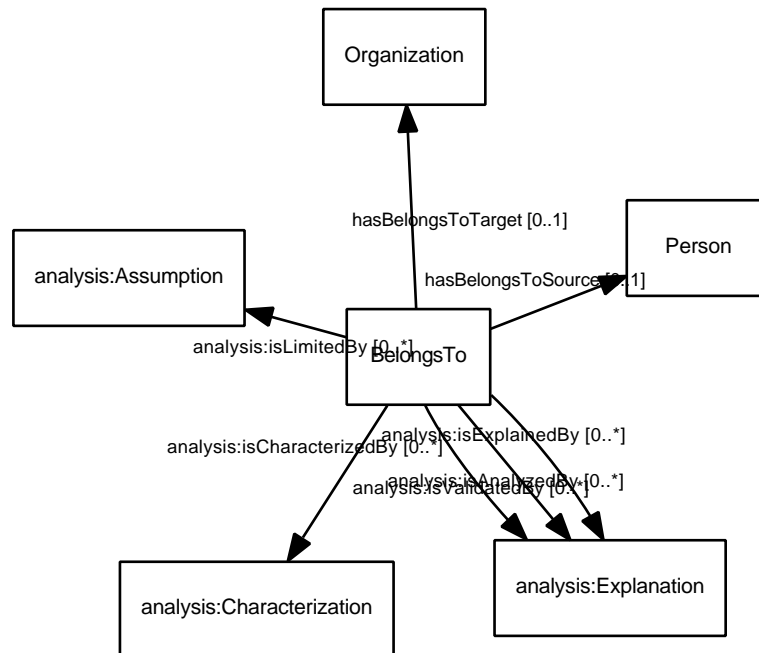 Organization
hasBelongsToTarget [0..1]
Person
analysis:Assumption
hasBelongsToSource [0..1]
analysis:isLimitedBy [0..*]
BelongsTo
analysis:isExplainedBy [0..*]
analysis:isCharacterizedBy [0..*]
analysis:isAnalyzedBy [0..*]
analysis:isValidatedBy [0..*]
analysis:Explanation
analysis:Characterization